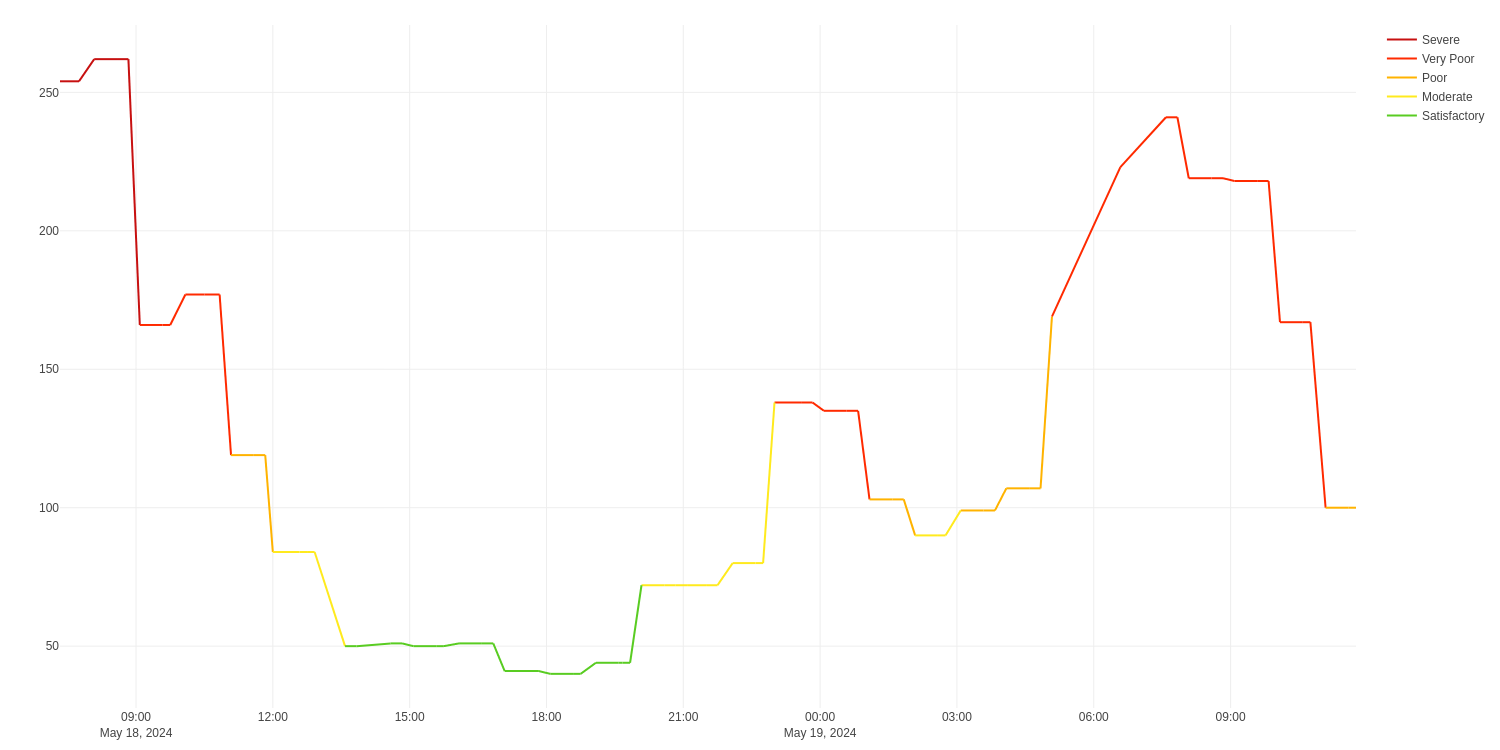 250
200
150
100
50
09:00
May 18, 2024
12:00
15:00
18:00
21:00
00:00
May 19, 2024
03:00
06:00
09:00
Severe
Very Poor
Poor
Moderate
Satisfactory